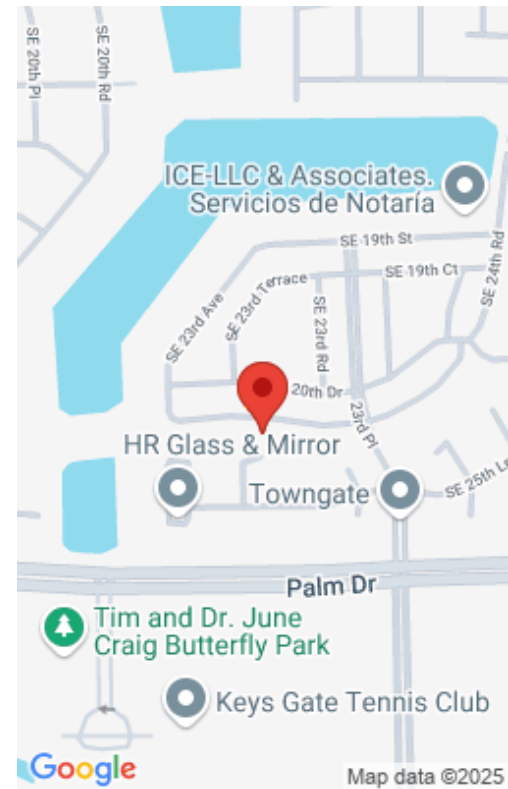 SE 20th Pl
SE 20th Rd
ICE-LLC & Associates.
Servicios de Notaría
SE 19th St
SE 24th Rd
SE 19th Ct
SE 23rd Ave
SE 23rd Terrace
SE 23rd Rd
20th Dr
23rd Pl
HR Glass & Mirror
Towngate
SE 25th Ln
Palm Dr
Tim and Dr. June
Craig Butterfly Park
Keys Gate Tennis Club
Google
Map data ©2025